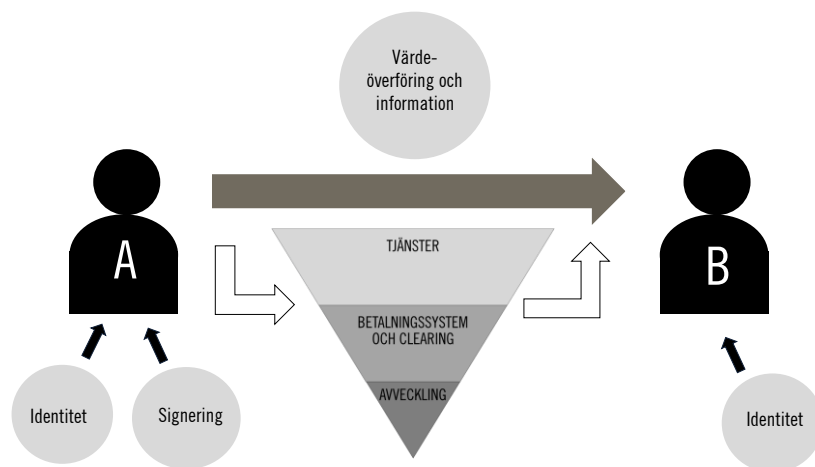 Värde-
överföring och
information
A
B
TJÄNSTER
BETALNINGSSYSTEM
OCH CLEARING
AVVECKLING
Identitet
Signering
Identitet